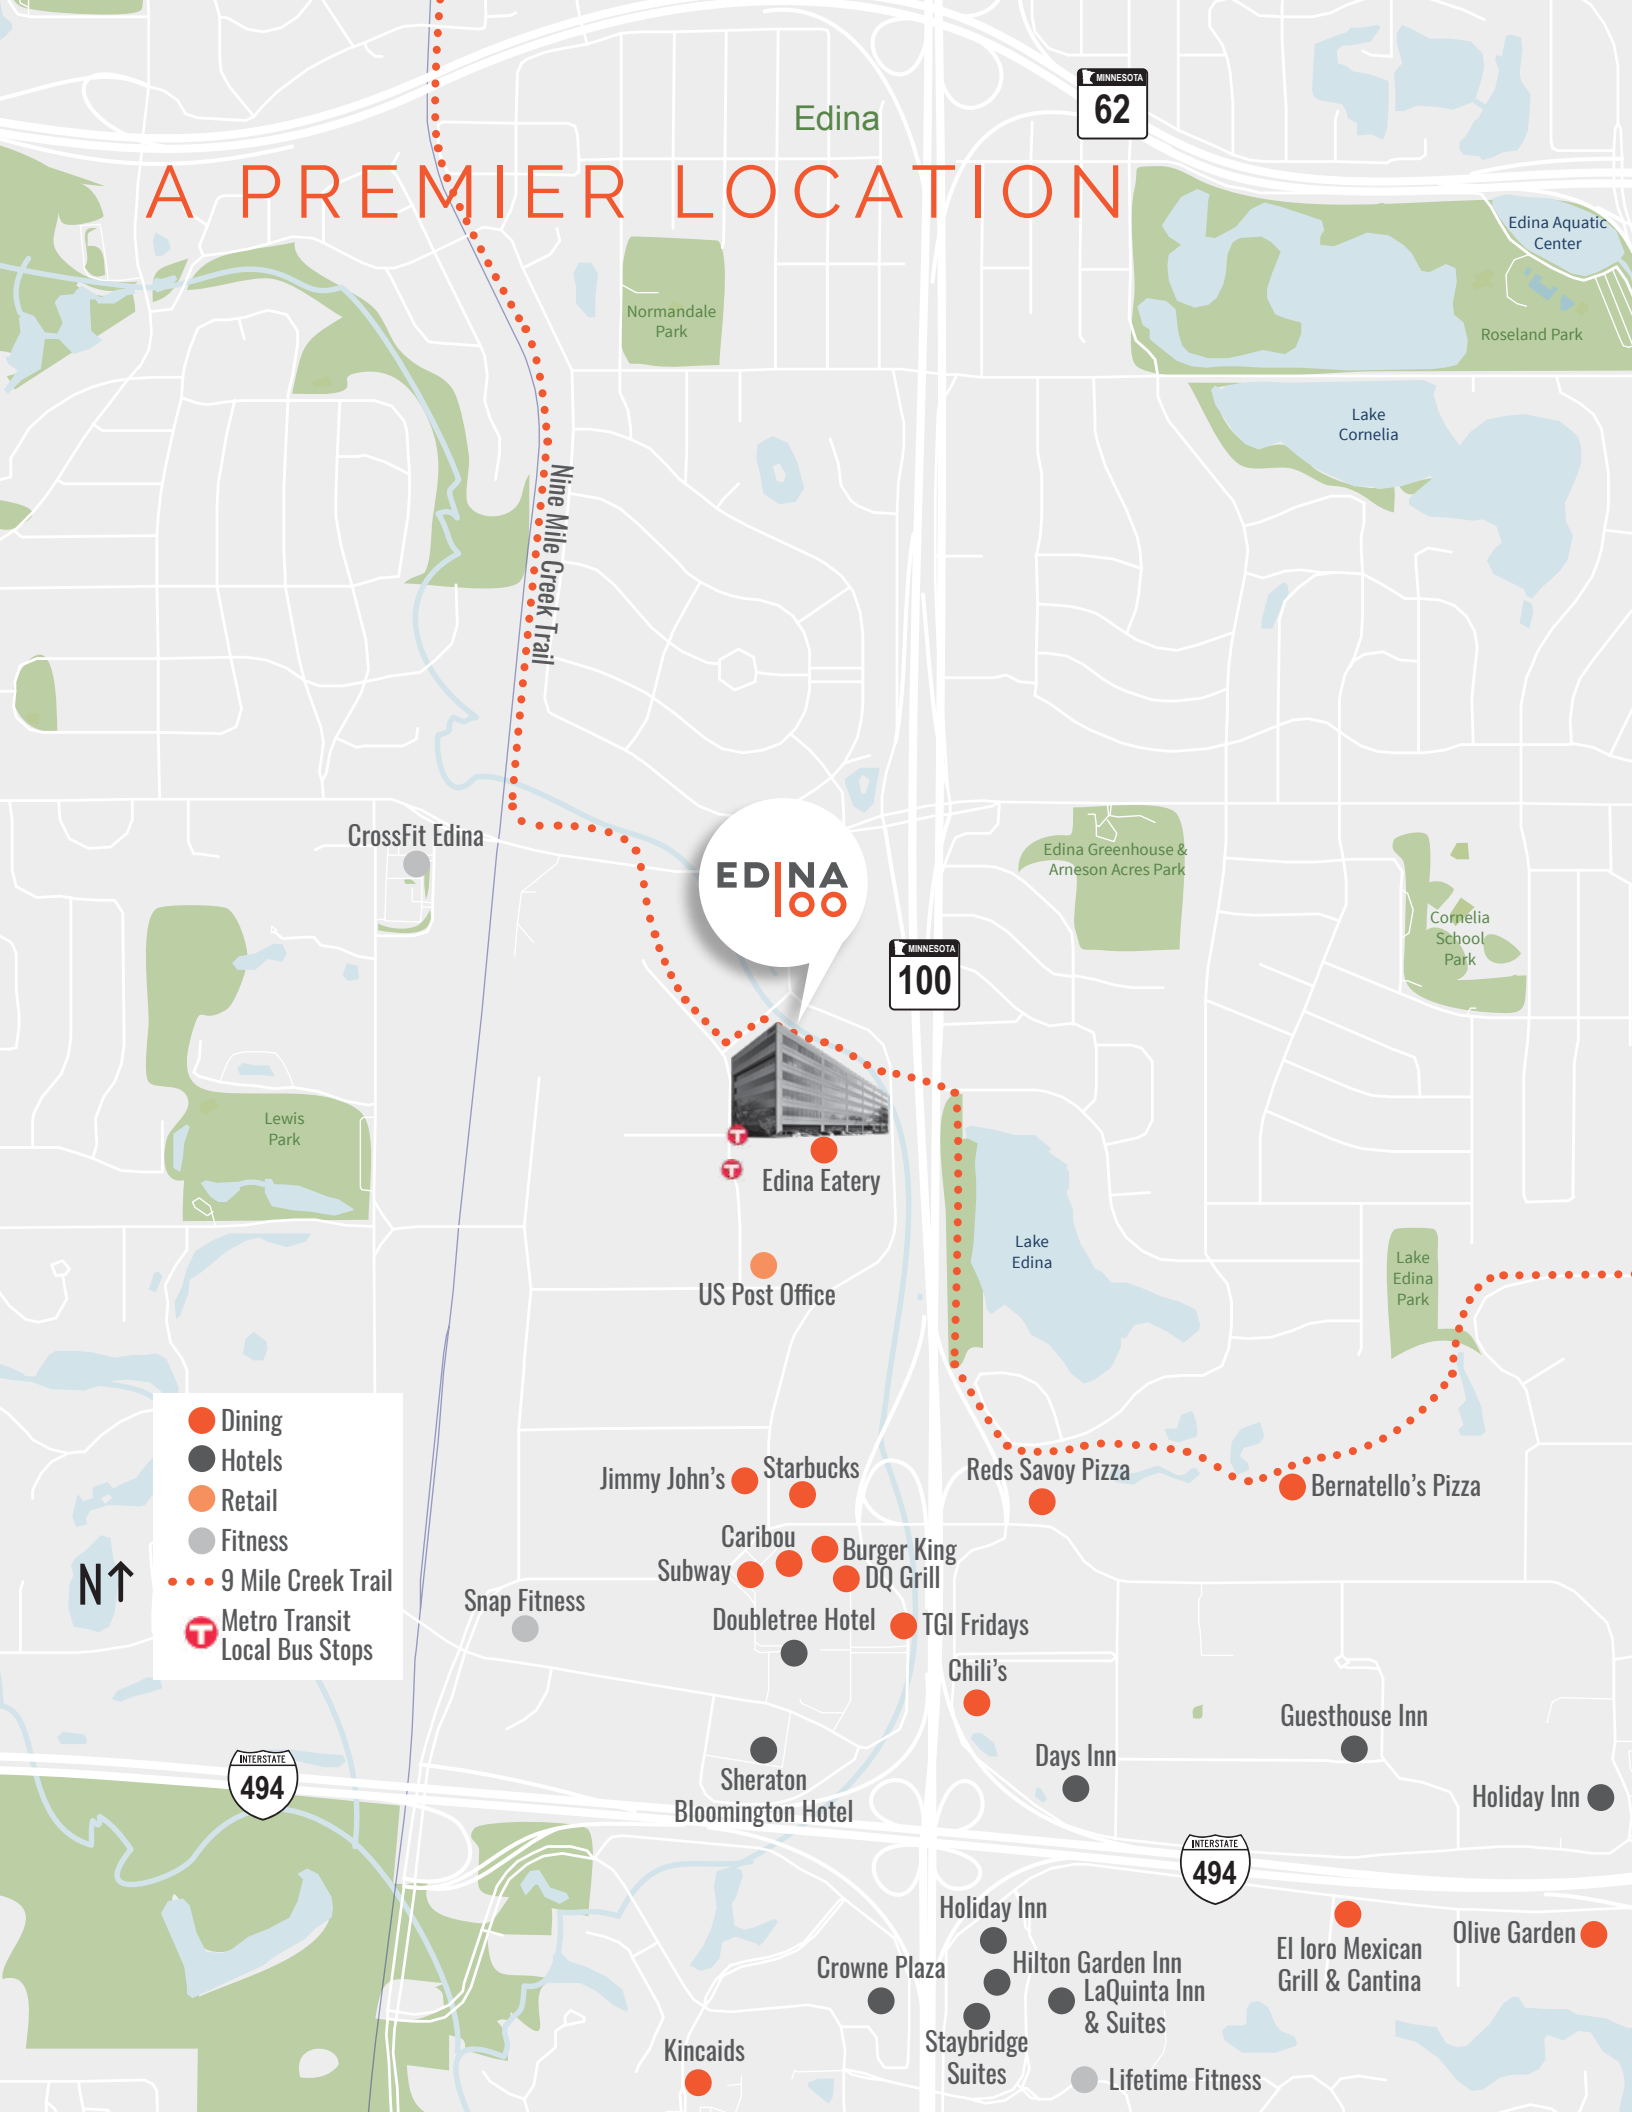 MINNESOTA
62
Edina
A PREMIER LOCATION
Edina Aquatic
Center
Normandale
Park
Roseland Park
Lake
Cornelia
Nine Mile Creek Trail
CrossFit Edina
EDINA
100
Edina Greenhouse &
Arneson Acres Park
Cornelia
School
Park
MINNESOTA
100
Lewis
Park
T
T
Edina Eatery
Lake
Edina
Lake
Edina
Park
US Post Office
Dining
Hotels
Retail
Fitness
9 Mile Creek Trail
T
Metro Transit
Local Bus Stops
N↑
Jimmy John's
Starbucks
Reds Savoy Pizza
Bernatello's Pizza
Caribou
Burger King
Subway
DQ Grill
Snap Fitness
Doubletree Hotel
TGI Fridays
Chili's
Guesthouse Inn
Days Inn
Sheraton
Bloomington Hotel
Holiday Inn
INTERSTATE
494
INTERSTATE
494
Holiday Inn
Hilton Garden Inn
Crowne Plaza
LaQuinta Inn
& Suites
Staybridge
Suites
El loro Mexican
Grill & Cantina
Olive Garden
Kincaids
Lifetime Fitness